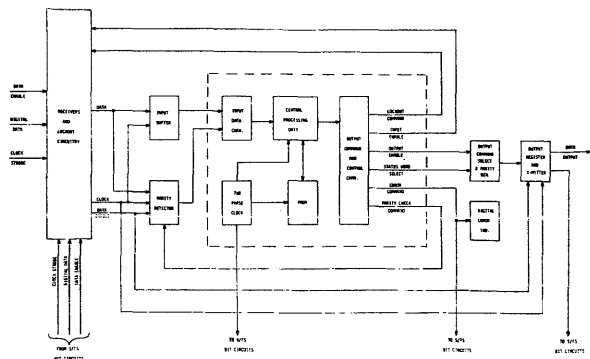 DATA
ENABLE
DIGITAL
DATA
CLOCK
STROBE
RECEIVERS
AND
LOCKOUT
CIRCUITRY
DATA
CLOCK
DATA
ENABLE
INPUT
BUFFER
PARITY
DETECTOR
INPUT
DATA
CHAN.
CENTRAL
PROCESSING
UNIT
TWO
PHASE
CLOCK
PROM
OUTPUT
COMMAND
AND
CONTROL
CHAN.
LOCKOUT
COMMAND
INPUT
ENABLE
OUTPUT
ENABLE
STATUS WORD
SELECT
ERROR
COMMAND
PARITY CHECK
COMMAND
OUTPUT
COMMAND
SELECT
& PARITY
GEN.
DIGITAL
ERROR
IND.
OUTPUT
REGISTER
AND
DATA
OUTPUT
CLOCK STROBE
DIGITAL DATA
DATA ENABLE
FROM S/TS
BIT CIRCUITS
TO S/TS
BIT CIRCUITS
TO S/TS
BIT CIRCUITS
TO S/TS
BIT CIRCUITS